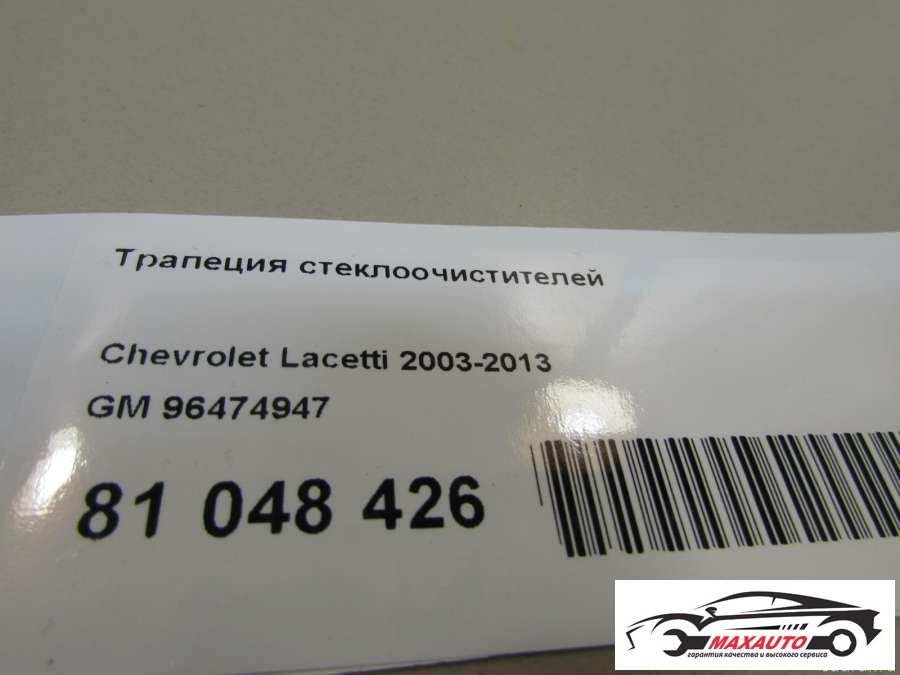 Трапеция стеклоочистителей
Chevrolet Lacetti 2003-2013
GM 96474947
81 048 426
MAXAUTO
гарантия качества и высокого сервиса